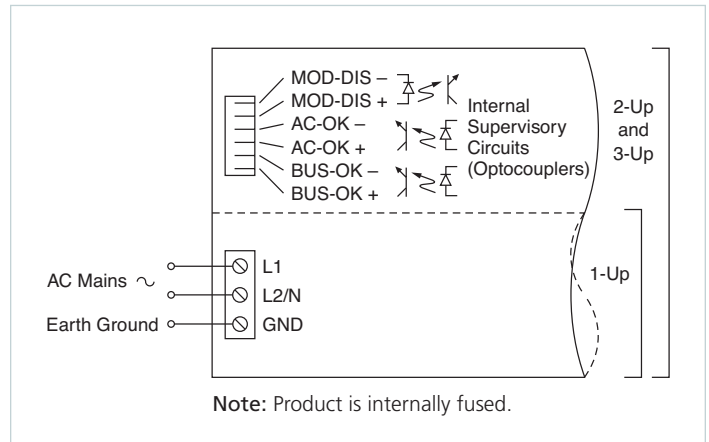 MOD-DIS –
MOD-DIS +
AC-OK –
AC-OK +
BUS-OK –
BUS-OK +
Internal
Supervisory
Circuits
(Optocouplers)
2-Up
and
3-Up
1-Up
AC Mains ∼
Earth Ground
L1
L2/N
GND
Note: Product is internally fused.